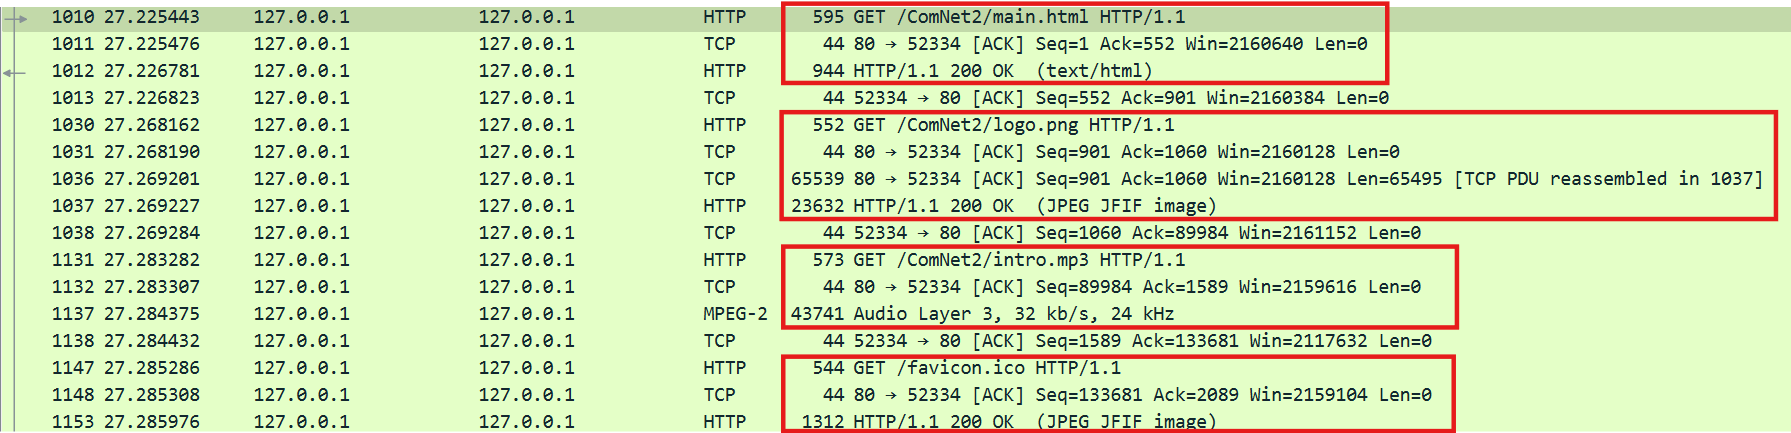 1010 27.225443 127.0.0.1 127.0.0.1 HTTP 595 GET /ComNet2/main.html HTTP/1.1
1011 27.225476 127.0.0.1 127.0.0.1 TCP 44 80 → 52334 [ACK] Seq=1 Ack=552 Win=2160640 Len=0
1012 27.226781 127.0.0.1 127.0.0.1 HTTP 944 HTTP/1.1 200 OK (text/html)
1013 27.226823 127.0.0.1 127.0.0.1 TCP 44 52334 → 80 [ACK] Seq=552 Ack=901 Win=2160384 Len=0
1030 27.268162 127.0.0.1 127.0.0.1 HTTP 552 GET /ComNet2/logo.png HTTP/1.1
1031 27.268190 127.0.0.1 127.0.0.1 TCP 44 80 → 52334 [ACK] Seq=901 Ack=1060 Win=2160128 Len=0
1036 27.269201 127.0.0.1 127.0.0.1 TCP 65539 80 → 52334 [ACK] Seq=901 Ack=1060 Win=2160128 Len=65495 [TCP PDU reassembled in 1037]
1037 27.269227 127.0.0.1 127.0.0.1 HTTP 23632 HTTP/1.1 200 OK (JPEG JFIF image)
1038 27.269284 127.0.0.1 127.0.0.1 TCP 44 52334 → 80 [ACK] Seq=1060 Ack=89984 Win=2161152 Len=0
1131 27.283282 127.0.0.1 127.0.0.1 HTTP 573 GET /ComNet2/intro.mp3 HTTP/1.1
1132 27.283307 127.0.0.1 127.0.0.1 TCP 44 80 → 52334 [ACK] Seq=89984 Ack=1589 Win=2159616 Len=0
1137 27.284375 127.0.0.1 127.0.0.1 MPEG-2 43741 Audio Layer 3, 32 kb/s, 24 kHz
1138 27.284432 127.0.0.1 127.0.0.1 TCP 44 52334 → 80 [ACK] Seq=1589 Ack=133681 Win=2117632 Len=0
1147 27.285286 127.0.0.1 127.0.0.1 HTTP 544 GET /favicon.ico HTTP/1.1
1148 27.285308 127.0.0.1 127.0.0.1 TCP 44 80 → 52334 [ACK] Seq=133681 Ack=2089 Win=2159104 Len=0
1153 27.285976 127.0.0.1 127.0.0.1 HTTP 1312 HTTP/1.1 200 OK (JPEG JFIF image)